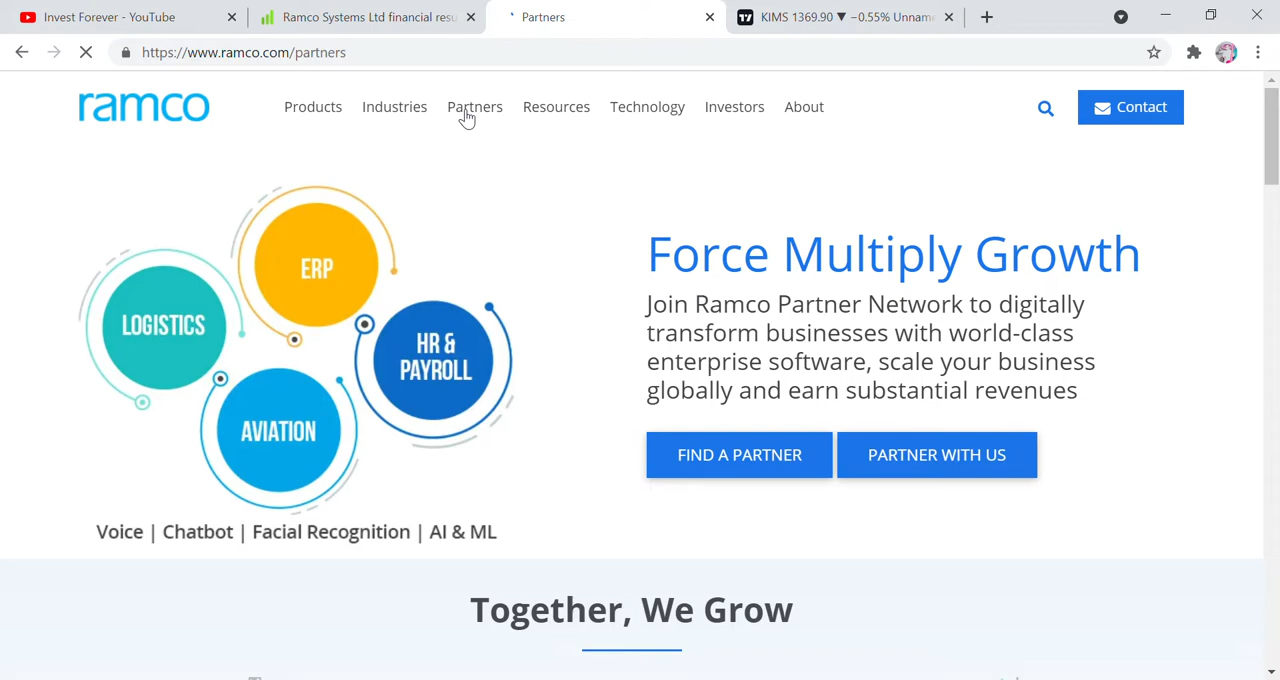 Invest Forever - YouTube
Ramco Systems Ltd financial resu
Partners
KIMS 1369.90 ▼ −0.55% Unname
https://www.ramco.com/partners
ramco
Products
Industries
Partners
Resources
Technology
Investors
About
Contact
ERP
LOGISTICS
HR &
PAYROLL
AVIATION
Voice | Chatbot | Facial Recognition | AI & ML
Force Multiply Growth
Join Ramco Partner Network to digitally
transform businesses with world-class
enterprise software, scale your business
globally and earn substantial revenues
FIND A PARTNER
PARTNER WITH US
Together, We Grow